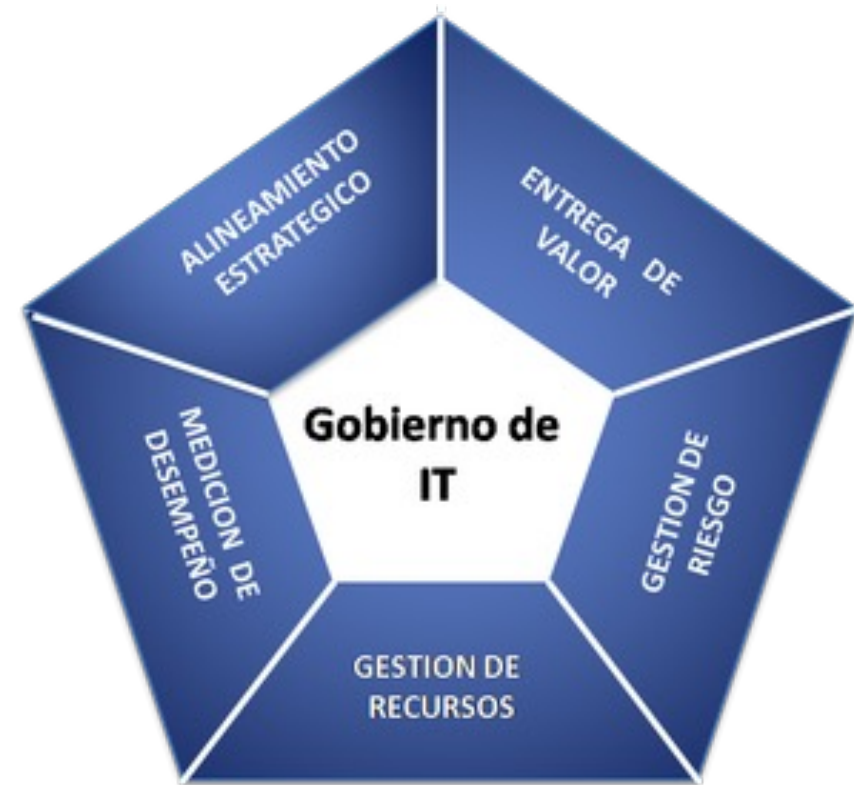 ALINEAMIENTO
ESTRATEGICO
ENTREGA DE
VALOR
MEDICION DE
DESEMPEÑO
Gobierno de
IT
GESTION DE
RIESGO
GESTION DE
RECURSOS